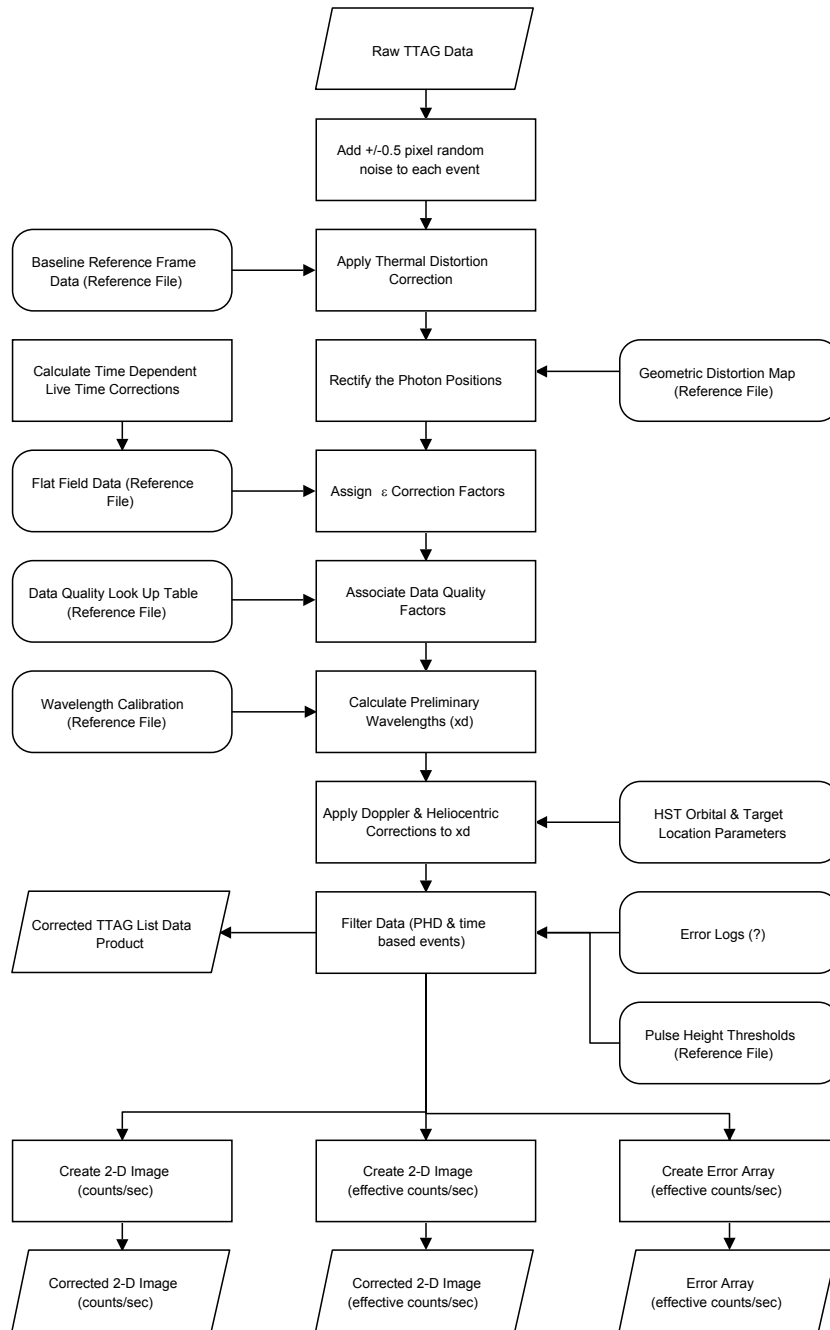 Raw TTAG Data
Add +/-0.5 pixel random
noise to each event
Baseline Reference Frame
Data (Reference File)
Apply Thermal Distortion
Correction
Calculate Time Dependent
Live Time Corrections
Rectify the Photon Positions
Geometric Distortion Map
(Reference File)
Flat Field Data (Reference
File)
Assign ε Correction Factors
Data Quality Look Up Table
(Reference File)
Associate Data Quality
Factors
Wavelength Calibration
(Reference File)
Calculate Preliminary
Wavelengths (xd)
Apply Doppler & Heliocentric
Corrections to xd
HST Orbital & Target
Location Parameters
Corrected TTAG List Data
Product
Filter Data (PHD & time
based events)
Error Logs (?)
Pulse Height Thresholds
(Reference File)
Create 2-D Image
(counts/sec)
Create 2-D Image
(effective counts/sec)
Create Error Array
(effective counts/sec)
Corrected 2-D Image
(counts/sec)
Corrected 2-D Image
(effective counts/sec)
Error Array
(effective counts/sec)